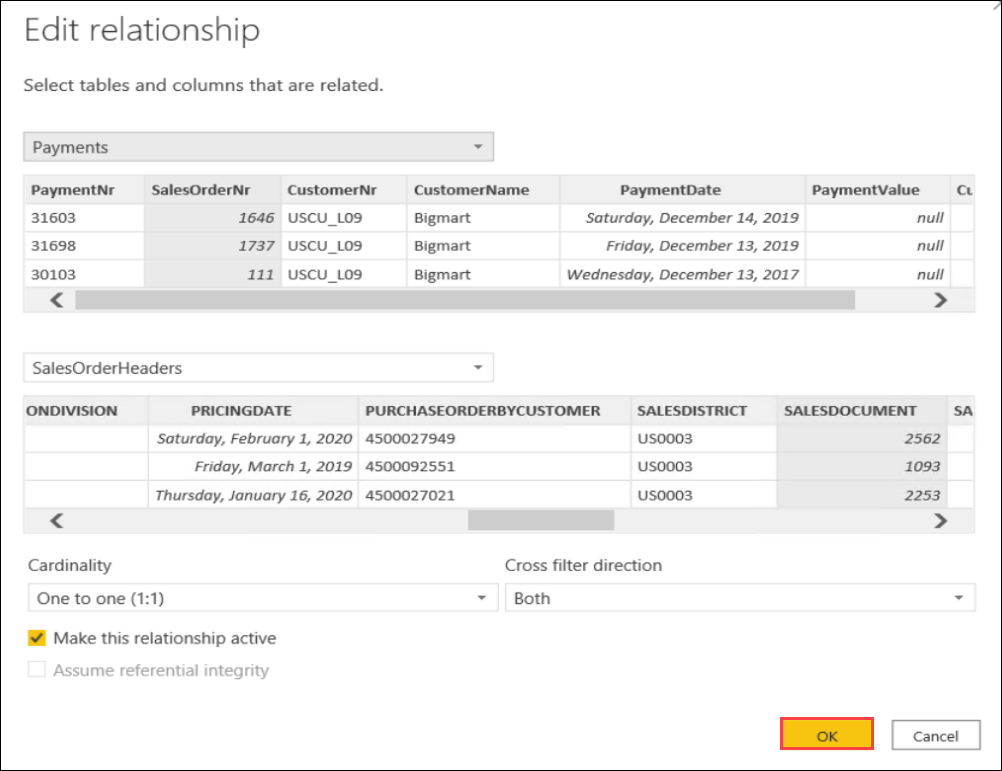 Edit relationship
Select tables and columns that are related.
Payments
PaymentNr SalesOrderNr CustomerNr CustomerName PaymentDate PaymentValue Cu
31603 1646 USCU_L09 Bigmart Saturday, December 14, 2019 null
31698 1737 USCU_L09 Bigmart Friday, December 13, 2019 null
30103 111 USCU_L09 Bigmart Wednesday, December 13, 2017 null
SalesOrderHeaders
ONDIVISION PRICINGDATE PURCHASEORDERBYCUSTOMER SALESDISTRICT SALESDOCUMENT SA
Saturday, February 1, 2020 4500027949 US0003 2562
Friday, March 1, 2019 4500092551 US0003 1093
Thursday, January 16, 2020 4500027021 US0003 2253
Cardinality Cross filter direction
One to one (1:1) Both
Make this relationship active
Assume referential integrity
OK Cancel